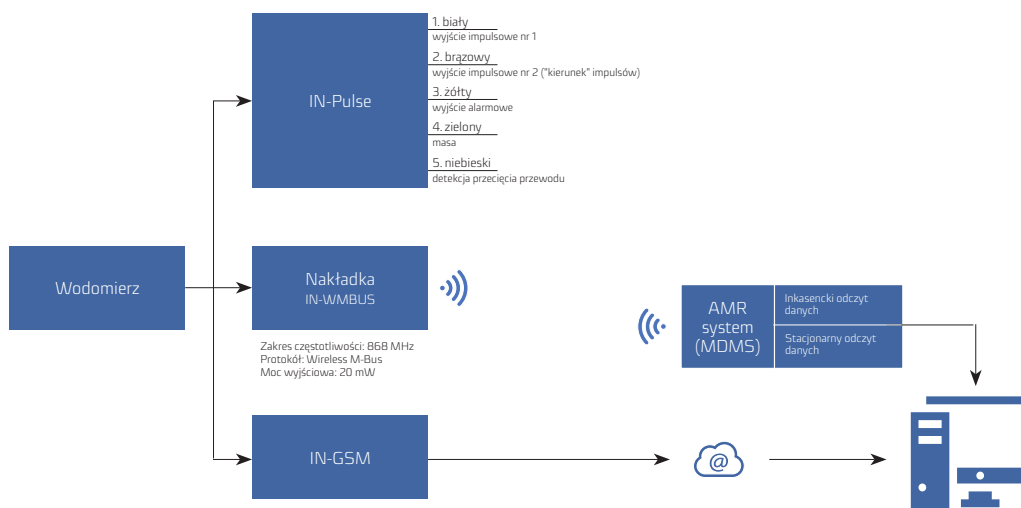 1. biały
wyjście impulsowe nr 1
2. brązowy
wyjście impulsowe nr 2 ("kierunek" impulsów)
IN-Pulse
3. żółty
wyjście alarmowe
4. zielony
masa
5. niebieski
detekcja przecięcia przewodu
Wodomierz
Nakładka
IN-WMBUS
Zakres częstotliwości: 868 MHz
Protokół: Wireless M-Bus
Moc wyjściowa: 20 mW
AMR
system
(MDMS)
Inkasencki odczyt
danych
Stacjonarny odczyt
danych
IN-GSM
@